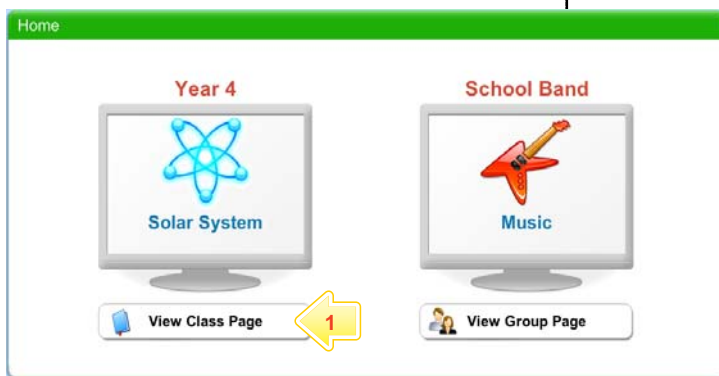 Home
Year 4
School Band
Solar System
Music
View Class Page
1
View Group Page